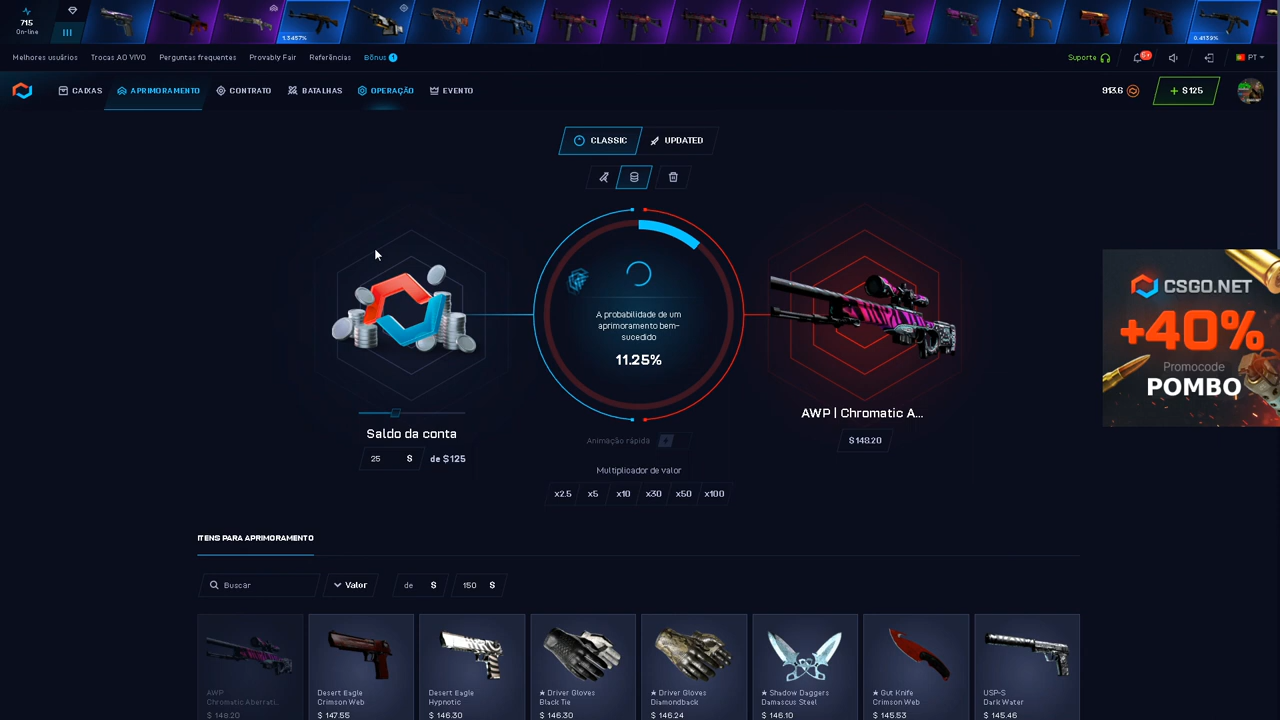 715
On-line
1.3457%
0.4139%
Melhores usuários Trocas AO VIVO Perguntas frequentes Provably Fair Referências Bônus
Suporte 5+ PT
CAIXAS APRIMORAMENTO CONTRATO BATALHAS OPERAÇÃO EVENTO
913.6 + $ 125
CLASSIC UPDATED
A probabilidade de um
aprimoramento bem-
sucedido
11.25%
CSGO.NET
+40%
Promocode
POMBO
AWP | Chromatic A...
$ 148.20
Saldo da conta
25 $ de $ 125
Animação rápida
Multiplicador de valor
x2.5 x5 x10 x30 x50 x100
ITENS PARA APRIMORAMENTO
Buscar Valor de $ 150 $
AWP
Chromatic Aberrati...
$ 148.20
Desert Eagle
Crimson Web
$ 147.55
Desert Eagle
Hypnotic
$ 146.30
★ Driver Gloves
Black Tie
$ 146.30
★ Driver Gloves
Diamondback
$ 146.24
★ Shadow Daggers
Damascus Steel
$ 146.10
★ Gut Knife
Crimson Web
$ 145.53
USP-S
Dark Water
$ 145.46